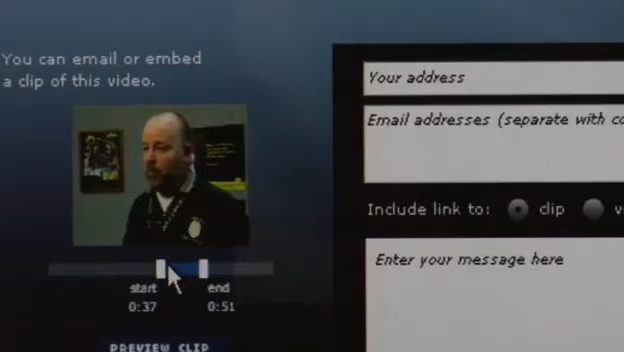 You can email or embed
a clip of this video.
start
end
0:37
0:51
PREVIEW CLIP
Your address
Email addresses (separate with co
Include link to:
clip
v
Enter your message here